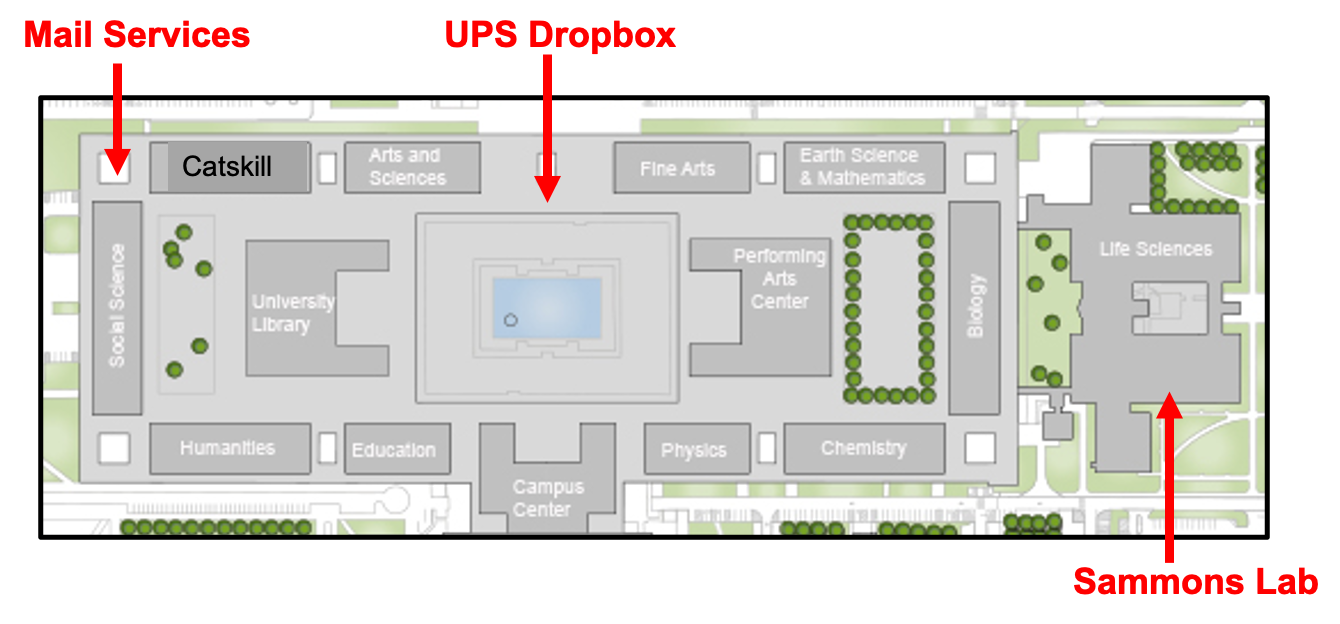 Mail Services
UPS Dropbox
Catskill
Arts and
Sciences
Fine Arts
Earth Science
& Mathematics
Social Science
University
Library
Performing
Arts
Center
Biology
Life Sciences
Humanities
Education
Campus
Center
Physics
Chemistry
Sammons Lab